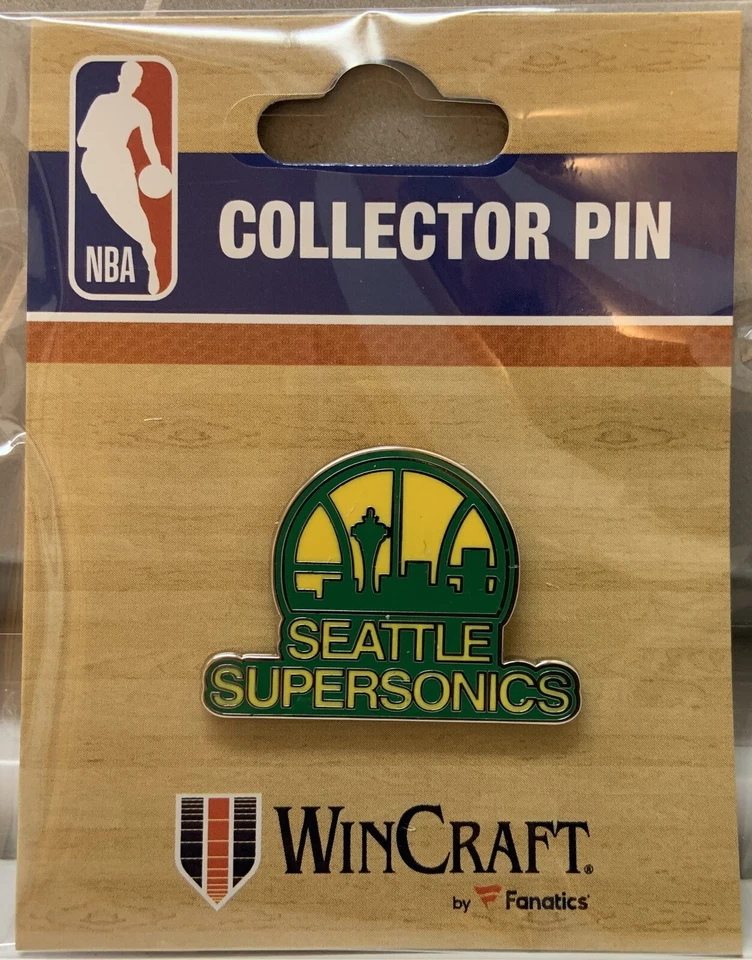 NBA
COLLECTOR PIN
SEATTLE
SUPERSONICS
WINCRAFT®
by Fanatics